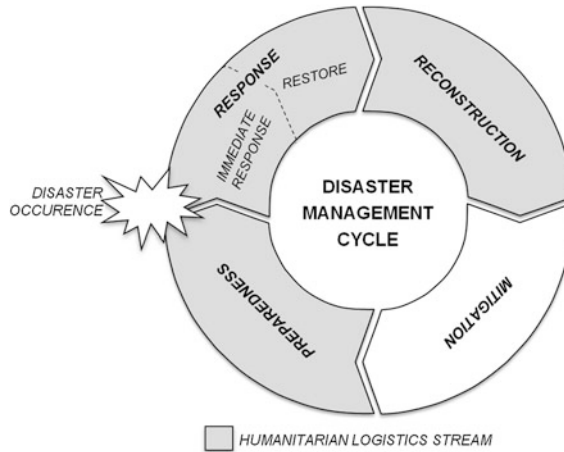 RESPONSE
RESTORE
IMMEDIATE
RESPONSE
RECONSTRUCTION
DISASTER
OCCURENCE
DISASTER
MANAGEMENT
CYCLE
PREPAREDNESS
MITIGATION
HUMANITARIAN LOGISTICS STREAM